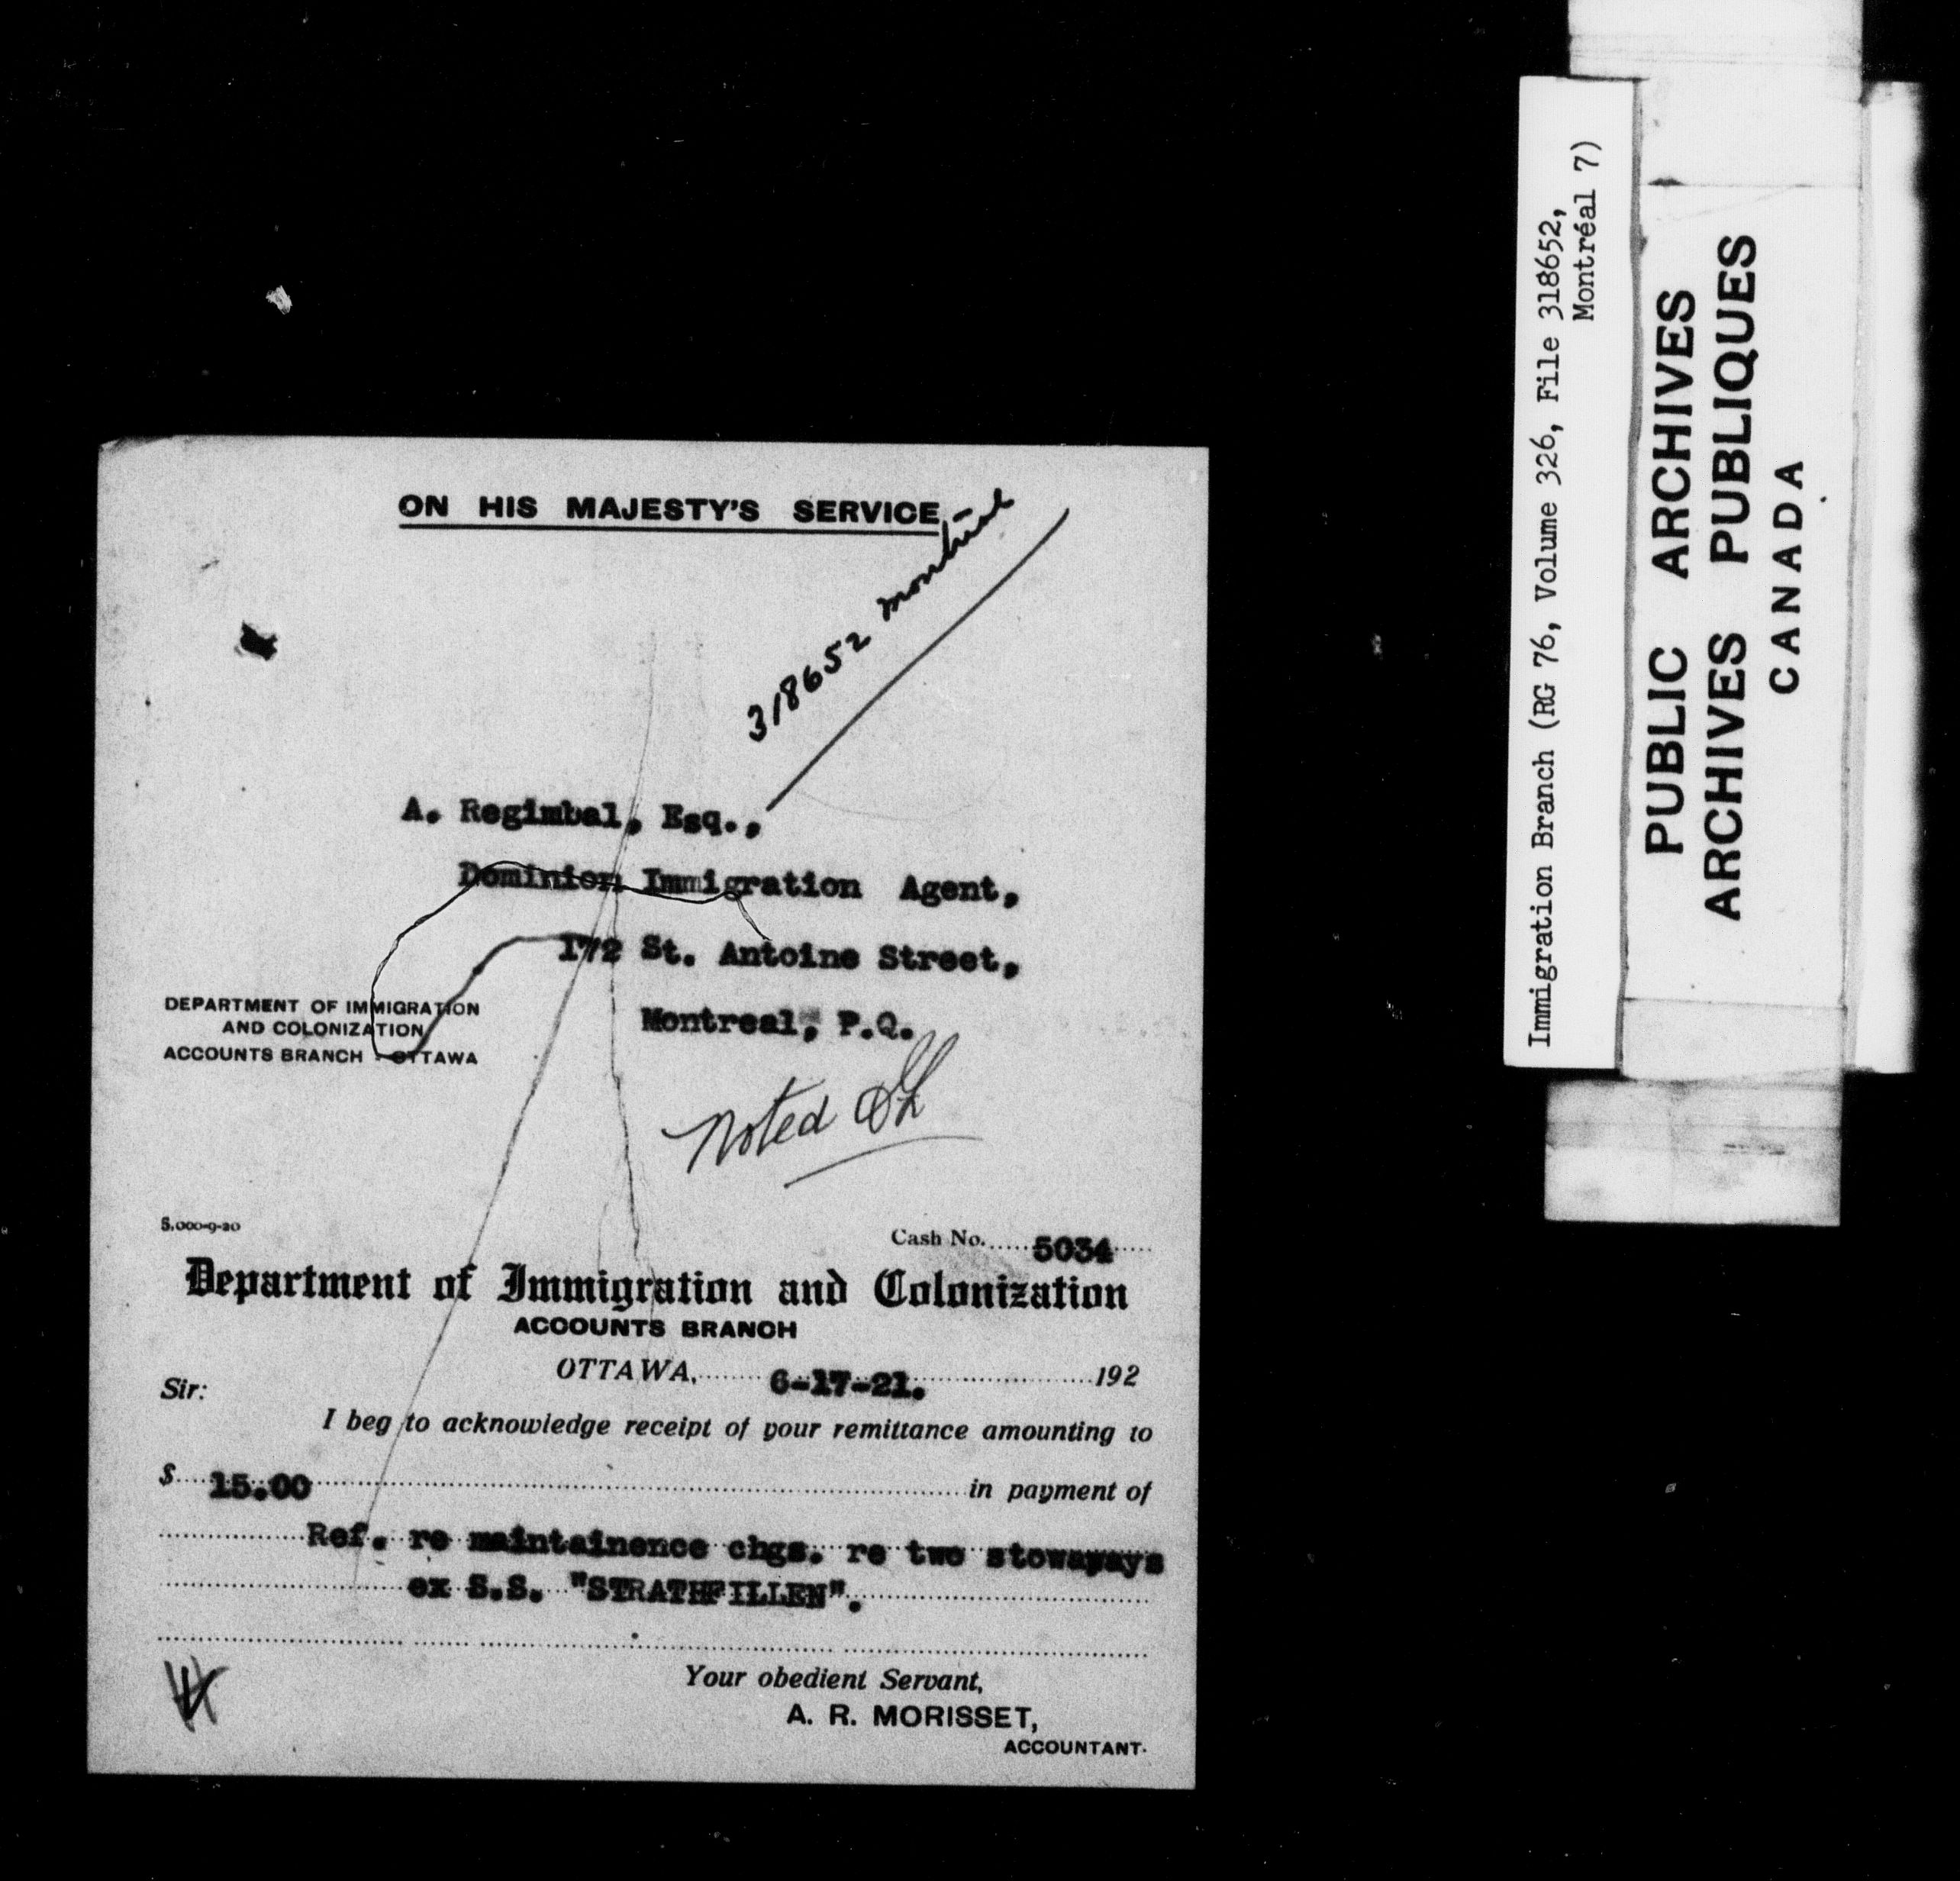 ON HIS MAJESTY'S SERVICE
318652 montreal
A. Regimbal, Esq.,
Dominion Immigration Agent,
172 St. Antoine Street,
Montreal, P.Q.
DEPARTMENT OF IMMIGRATION
AND COLONIZATION
ACCOUNTS BRANCH - OTTAWA
Noted
5,000-9-20
Cash No. 5034
Department of Immigration and Colonization
ACCOUNTS BRANCH
OTTAWA, 6-17-21. 192
Sir:
I beg to acknowledge receipt of your remittance amounting to
$ 15.00 in payment of
Ref. re maintainence chgs. re two stowaways
ex S.S. "STRATHFILLEN".
Your obedient Servant,
A. R. MORISSET,
ACCOUNTANT.
Immigration Branch (RG 76, Volume 326, File 318652,
Montréal 7)
PUBLIC ARCHIVES
ARCHIVES PUBLIQUES
CANADA